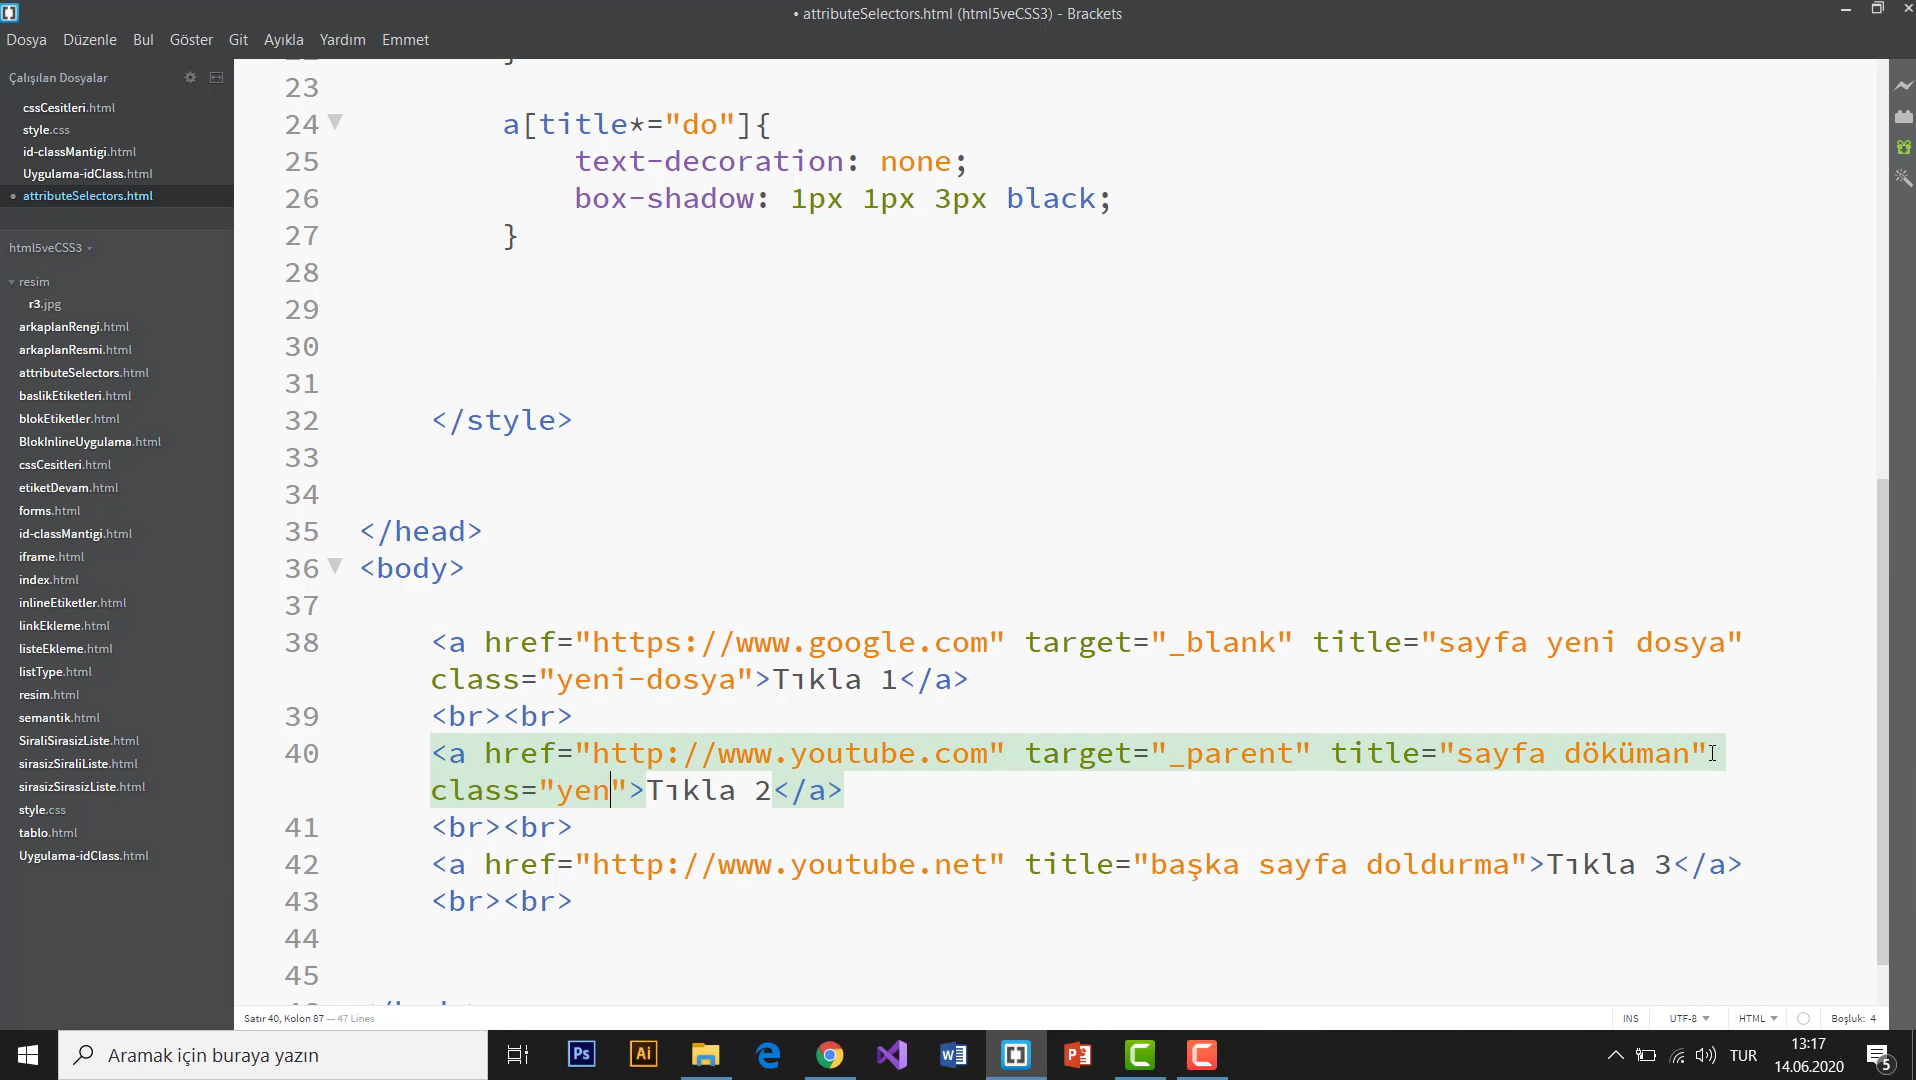 • attributeSelectors.html (html5veCSS3) - Brackets
Dosya Düzenle Bul Göster Git Ayıkla Yardım Emmet
Çalışılan Dosyalar
cssCesitleri.html
style.css
id-classMantigi.html
Uygulama-idClass.html
• attributeSelectors.html
html5veCSS3
resim
r3.jpg
arkaplanRengi.html
arkaplanResmi.html
attributeSelectors.html
baslikEtiketleri.html
blokEtiketler.html
BlokInlineUygulama.html
cssCesitleri.html
etiketDevam.html
forms.html
id-classMantigi.html
iframe.html
index.html
inlineEtiketler.html
linkEkleme.html
listeEkleme.html
listType.html
resim.html
semantik.html
SiraliSirasizListe.html
sirasizSiraliListe.html
sirasizSirasizListe.html
style.css
tablo.html
Uygulama-idClass.html
23
24 a[title*="do"]{
25 text-decoration: none;
26 box-shadow: 1px 1px 3px black;
27 }
28
29
30
31
32 </style>
33
34
35 </head>
36 <body>
37
38 <a href="https://www.google.com" target="_blank" title="sayfa yeni dosya"
class="yeni-dosya">Tıkla 1</a>
39 <br><br>
40 <a href="http://www.youtube.com" target="_parent" title="sayfa döküman"
class="yen">Tıkla 2</a>
41 <br><br>
42 <a href="http://www.youtube.net" title="başka sayfa doldurma">Tıkla 3</a>
43 <br><br>
44
45
Satır 40, Kolon 87 — 47 Lines
INS UTF-8 HTML Boşluk: 4
Aramak için buraya yazın
Ps
Ai
TUR
13:17
14.06.2020
5